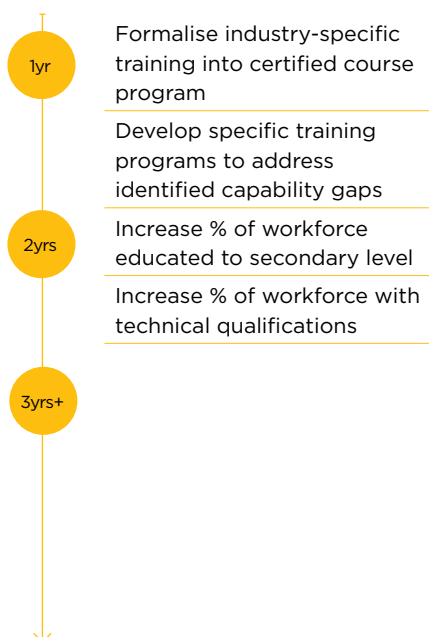 1yr
Formalise industry-specific
training into certified course
program
Develop specific training
programs to address
identified capability gaps
2yrs
Increase % of workforce
educated to secondary level
Increase % of workforce with
technical qualifications
3yrs+